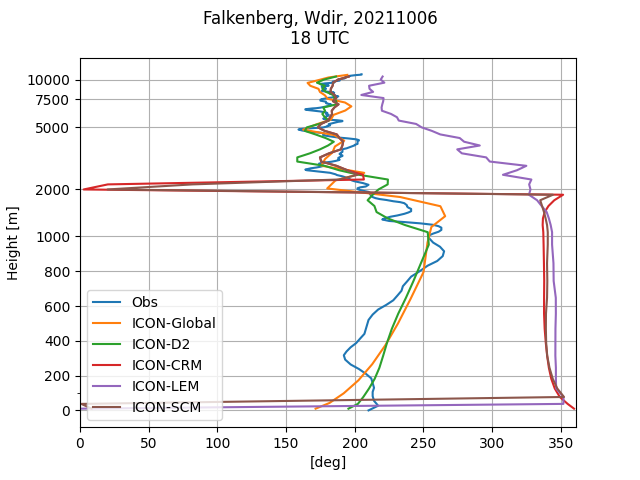 Falkenberg, Wdir, 20211006
18 UTC
10000
7500
5000
2000
1000
800
600
400
200
0
Height [m]
Obs
ICON-Global
ICON-D2
ICON-CRM
ICON-LEM
ICON-SCM
0 50 100 150 200 250 300 350
[deg]